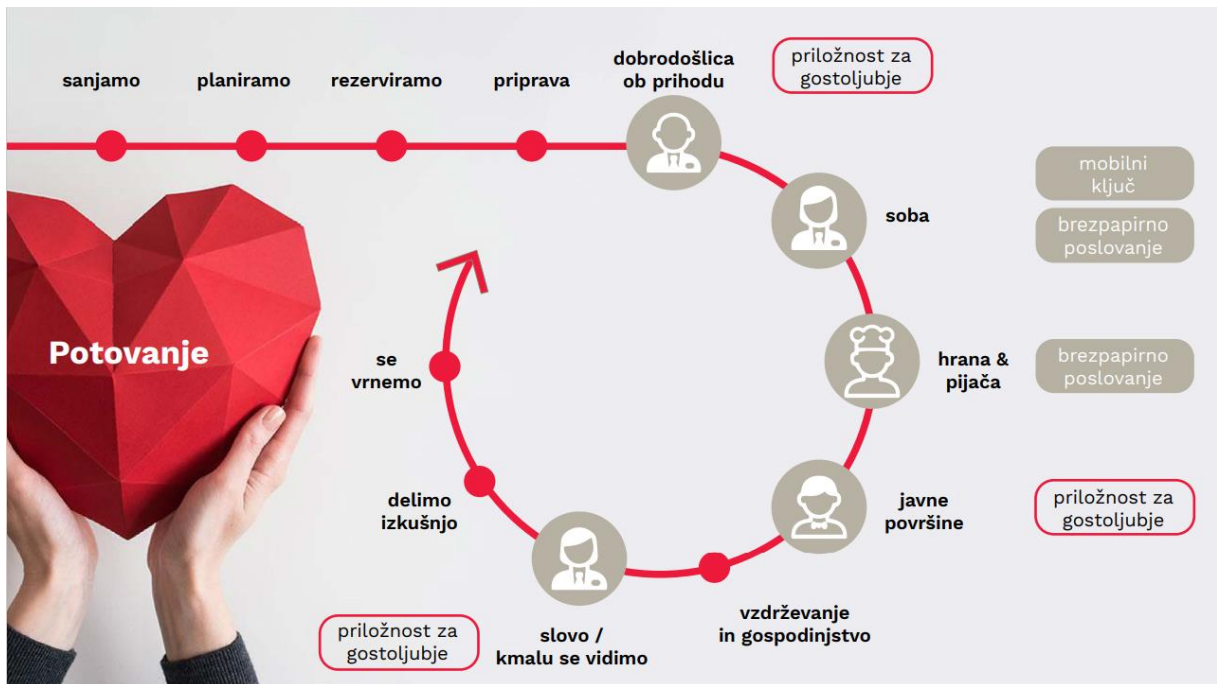 sanjamo
planiramo
rezerviramo
priprava
dobrodošlica
ob prihodu
priložnost za
gostoljubje
mobilni
ključ
soba
brezpapirno
poslovanje
Potovanje
se
vrnemo
hrana &
pijača
brezpapirno
poslovanje
delimo
izkušnjo
javne
površine
priložnost za
gostoljubje
vzdrževanje
in gospodinjstvo
slovo /
kmalu se vidimo
priložnost za
gostoljubje